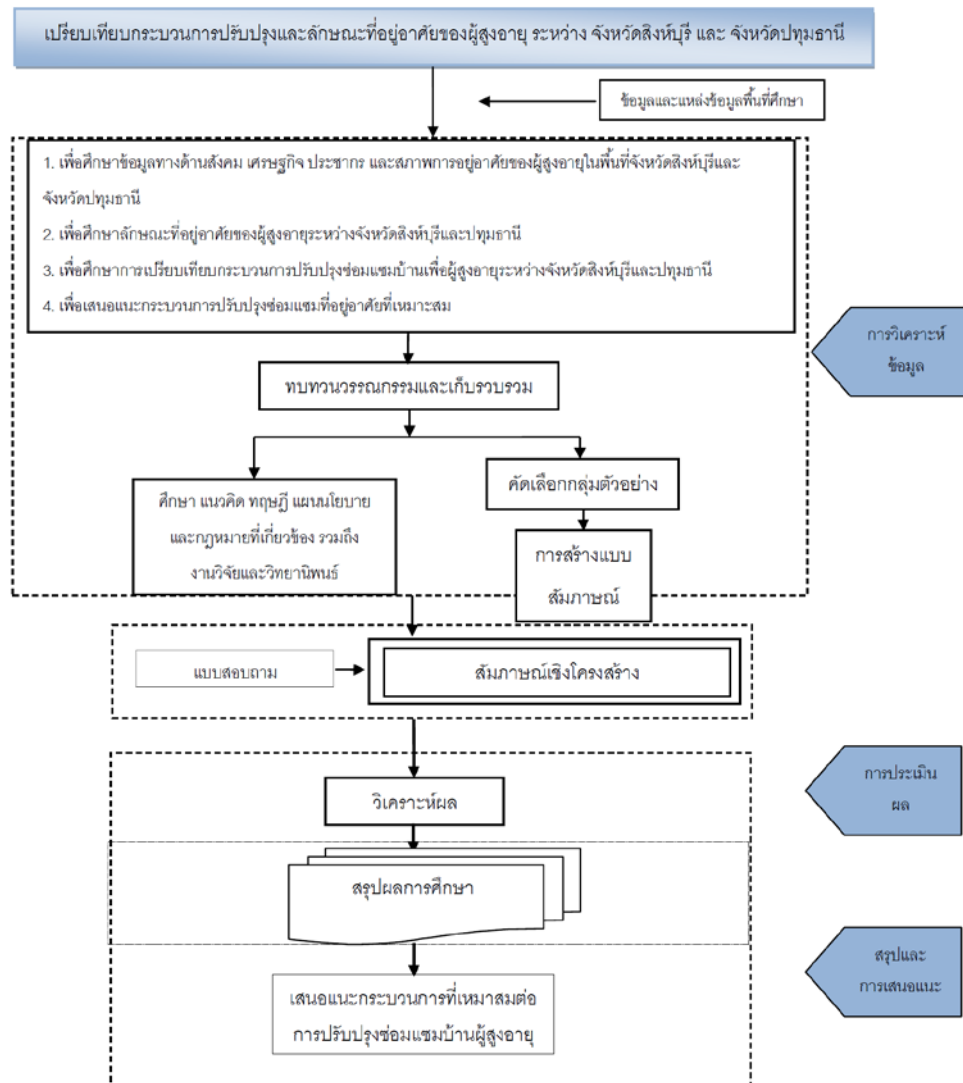 เปรียบเทียบกระบวนการปรับปรุงและลักษณะที่อยู่อาศัยของผู้สูงอายุ ระหว่าง จังหวัดสิงห์บุรี และ จังหวัดปทุมธานี
ข้อมูลและแหล่งข้อมูลพื้นที่ศึกษา
1. เพื่อศึกษาข้อมูลทางด้านสังคม เศรษฐกิจ ประชากร และสภาพการอยู่อาศัยของผู้สูงอายุในพื้นที่จังหวัดสิงห์บุรีและ
จังหวัดปทุมธานี
2. เพื่อศึกษาลักษณะที่อยู่อาศัยของผู้สูงอายุระหว่างจังหวัดสิงห์บุรีและปทุมธานี
3. เพื่อศึกษาการเปรียบเทียบกระบวนการปรับปรุงซ่อมแซมบ้านเพื่อผู้สูงอายุระหว่างจังหวัดสิงห์บุรีและปทุมธานี
4. เพื่อเสนอแนะกระบวนการปรับปรุงซ่อมแซมที่อยู่อาศัยที่เหมาะสม
การวิเคราะห์
ข้อมูล
ทบทวนวรรณกรรมและเก็บรวบรวม
ศึกษา แนวคิด ทฤษฎี แผนนโยบาย
และกฎหมายที่เกี่ยวข้อง รวมถึง
งานวิจัยและวิทยานิพนธ์
คัดเลือกกลุ่มตัวอย่าง
การสร้างแบบ
สัมภาษณ์
แบบสอบถาม
สัมภาษณ์เชิงโครงสร้าง
การประเมิน
ผล
วิเคราะห์ผล
สรุปผลการศึกษา
สรุปและ
การเสนอแนะ
เสนอแนะกระบวนการที่เหมาสมต่อ
การปรับปรุงซ่อมแซมบ้านผู้สูงอายุ